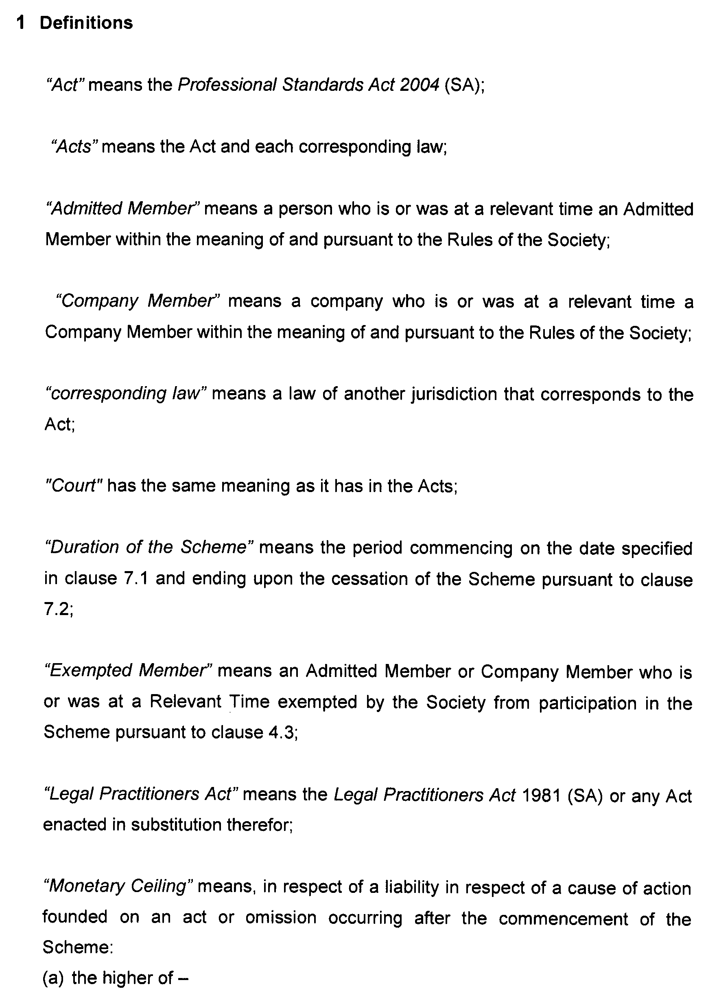 1 Definitions
“Act” means the Professional Standards Act 2004 (SA);
“Acts” means the Act and each corresponding law;
“Admitted Member” means a person who is or was at a relevant time an Admitted
Member within the meaning of and pursuant to the Rules of the Society;
“Company Member” means a company who is or was at a relevant time a
Company Member within the meaning of and pursuant to the Rules of the Society;
“corresponding law” means a law of another jurisdiction that corresponds to the
Act;
"Court" has the same meaning as it has in the Acts;
“Duration of the Scheme” means the period commencing on the date specified
in clause 7.1 and ending upon the cessation of the Scheme pursuant to clause
7.2;
“Exempted Member” means an Admitted Member or Company Member who is
or was at a Relevant Time exempted by the Society from participation in the
Scheme pursuant to clause 4.3;
“Legal Practitioners Act” means the Legal Practitioners Act 1981 (SA) or any Act
enacted in substitution therefor;
“Monetary Ceiling” means, in respect of a liability in respect of a cause of action
founded on an act or omission occurring after the commencement of the
Scheme:
(a) the higher of –